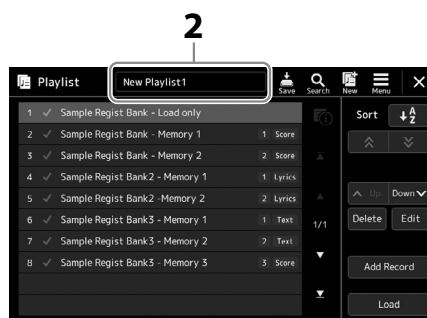 2
Playlist New Playlist1 Save Search New Menu
1 Sample Regist Bank - Load only
2 Sample Regist Bank - Memory 1 1 Score
3 Sample Regist Bank - Memory 2 2 Score
4 Sample Regist Bank2 - Memory 1 1 Lyrics
5 Sample Regist Bank2 -Memory 2 2 Lyrics
6 Sample Regist Bank3 - Memory 1 1 Text
7 Sample Regist Bank3 - Memory 2 2 Text
8 Sample Regist Bank3 - Memory 3 3 Score
1/1
Sort AZ
Up Down
Delete Edit
Add Record
Load